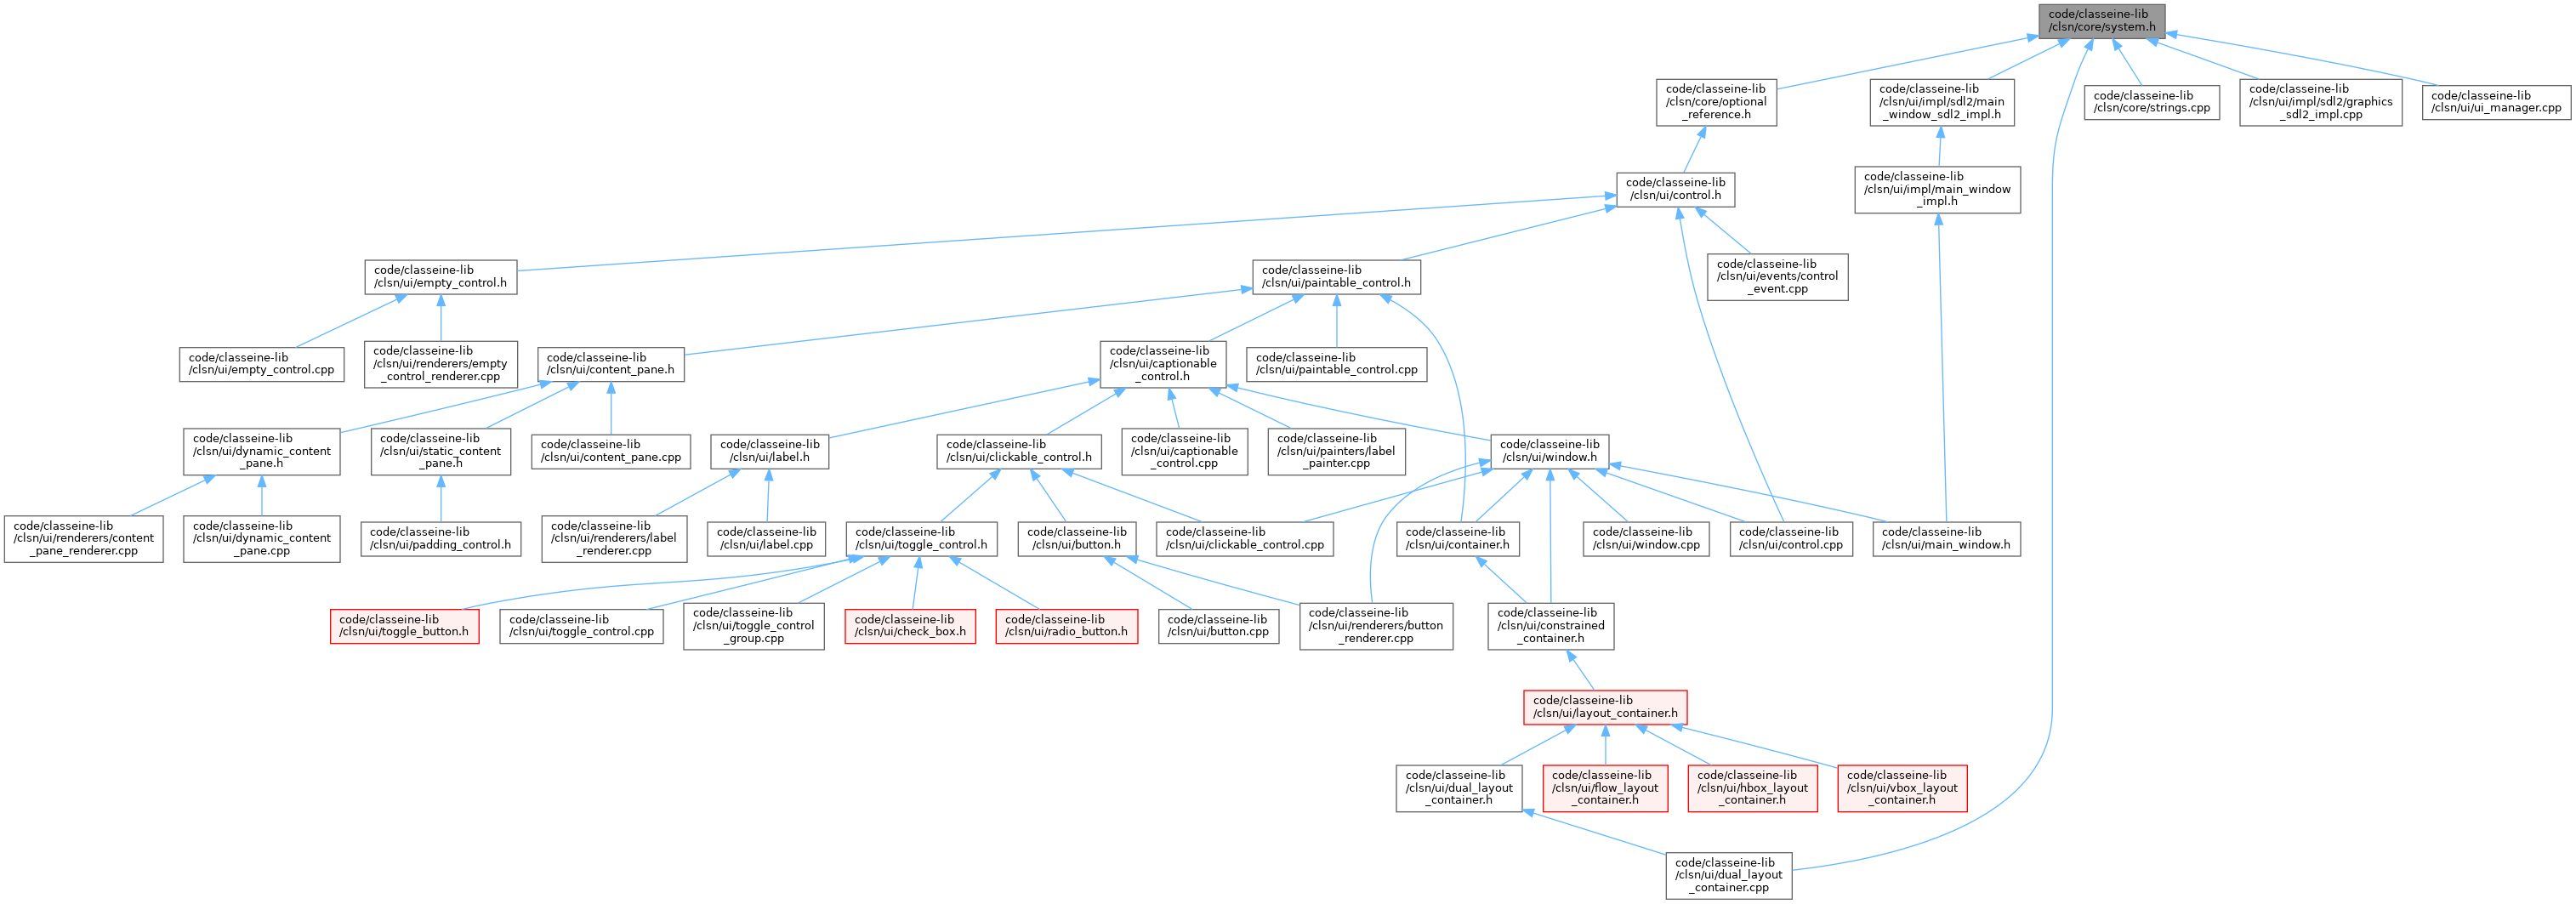 code/classeine-lib
/clsn/core/system.h
code/classeine-lib
/clsn/core/optional
_reference.h
code/classeine-lib
/clsn/ui/impl/sdl2/main
_window_sdl2_impl.h
code/classeine-lib
/clsn/core/strings.cpp
code/classeine-lib
/clsn/ui/impl/sdl2/graphics
_sdl2_impl.cpp
code/classeine-lib
/clsn/ui/ui_manager.cpp
code/classeine-lib
/clsn/ui/control.h
code/classeine-lib
/clsn/ui/impl/main_window
_impl.h
code/classeine-lib
/clsn/ui/empty_control.h
code/classeine-lib
/clsn/ui/paintable_control.h
code/classeine-lib
/clsn/ui/events/control
_event.cpp
code/classeine-lib
/clsn/ui/empty_control.cpp
code/classeine-lib
/clsn/ui/renderers/empty
_control_renderer.cpp
code/classeine-lib
/clsn/ui/content_pane.h
code/classeine-lib
/clsn/ui/captionable
_control.h
code/classeine-lib
/clsn/ui/paintable_control.cpp
code/classeine-lib
/clsn/ui/dynamic_content
_pane.h
code/classeine-lib
/clsn/ui/static_content
_pane.h
code/classeine-lib
/clsn/ui/content_pane.cpp
code/classeine-lib
/clsn/ui/label.h
code/classeine-lib
/clsn/ui/clickable_control.h
code/classeine-lib
/clsn/ui/captionable
_control.cpp
code/classeine-lib
/clsn/ui/painters/label
_painter.cpp
code/classeine-lib
/clsn/ui/window.h
code/classeine-lib
/clsn/ui/renderers/content
_pane_renderer.cpp
code/classeine-lib
/clsn/ui/dynamic_content
_pane.cpp
code/classeine-lib
/clsn/ui/padding_control.h
code/classeine-lib
/clsn/ui/renderers/label
_renderer.cpp
code/classeine-lib
/clsn/ui/label.cpp
code/classeine-lib
/clsn/ui/toggle_control.h
code/classeine-lib
/clsn/ui/button.h
code/classeine-lib
/clsn/ui/clickable_control.cpp
code/classeine-lib
/clsn/ui/container.h
code/classeine-lib
/clsn/ui/window.cpp
code/classeine-lib
/clsn/ui/control.cpp
code/classeine-lib
/clsn/ui/main_window.h
code/classeine-lib
/clsn/ui/toggle_button.h
code/classeine-lib
/clsn/ui/toggle_control.cpp
code/classeine-lib
/clsn/ui/toggle_control
_group.cpp
code/classeine-lib
/clsn/ui/check_box.h
code/classeine-lib
/clsn/ui/radio_button.h
code/classeine-lib
/clsn/ui/button.cpp
code/classeine-lib
/clsn/ui/renderers/button
_renderer.cpp
code/classeine-lib
/clsn/ui/constrained
_container.h
code/classeine-lib
/clsn/ui/layout_container.h
code/classeine-lib
/clsn/ui/dual_layout
_container.h
code/classeine-lib
/clsn/ui/flow_layout
_container.h
code/classeine-lib
/clsn/ui/hbox_layout
_container.h
code/classeine-lib
/clsn/ui/vbox_layout
_container.h
code/classeine-lib
/clsn/ui/dual_layout
_container.cpp